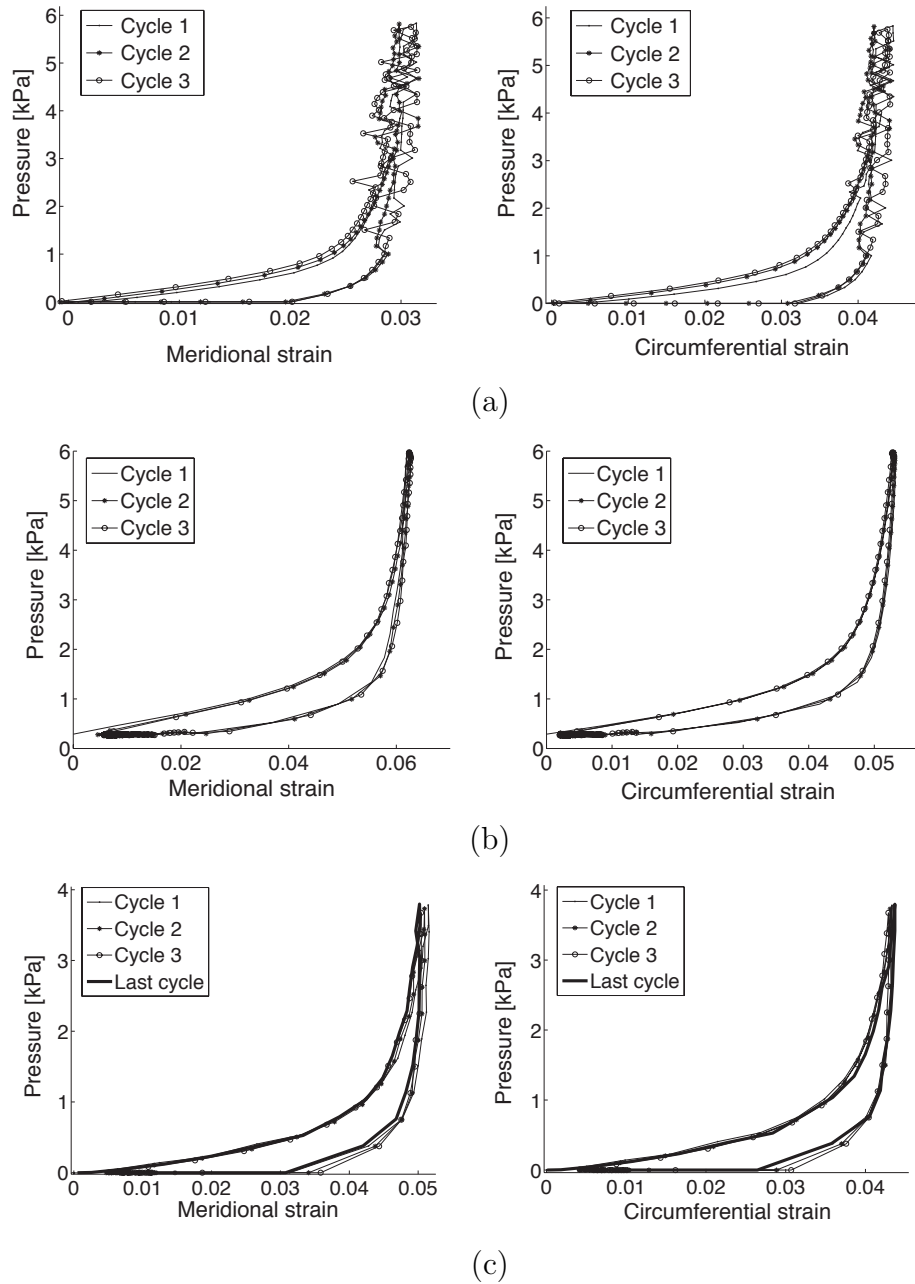 Cycle 1
Cycle 2
Cycle 3
Pressure [kPa]
6
5
4
3
2
1
0
0 0.01 0.02 0.03
Meridional strain
Cycle 1
Cycle 2
Cycle 3
Pressure [kPa]
6
5
4
3
2
1
0
0 0.01 0.02 0.03 0.04
Circumferential strain
(a)
Cycle 1
Cycle 2
Cycle 3
Pressure [kPa]
6
5
4
3
2
1
0
0 0.02 0.04 0.06
Meridional strain
Cycle 1
Cycle 2
Cycle 3
Pressure [kPa]
6
5
4
3
2
1
0
0 0.01 0.02 0.03 0.04 0.05
Circumferential strain
(b)
Cycle 1
Cycle 2
Cycle 3
Last cycle
Pressure [kPa]
4
3
2
1
0
0 0.01 0.02 0.03 0.04 0.05
Meridional strain
Cycle 1
Cycle 2
Cycle 3
Last cycle
Pressure [kPa]
4
3
2
1
0
0 0.01 0.02 0.03 0.04
Circumferential strain
(c)